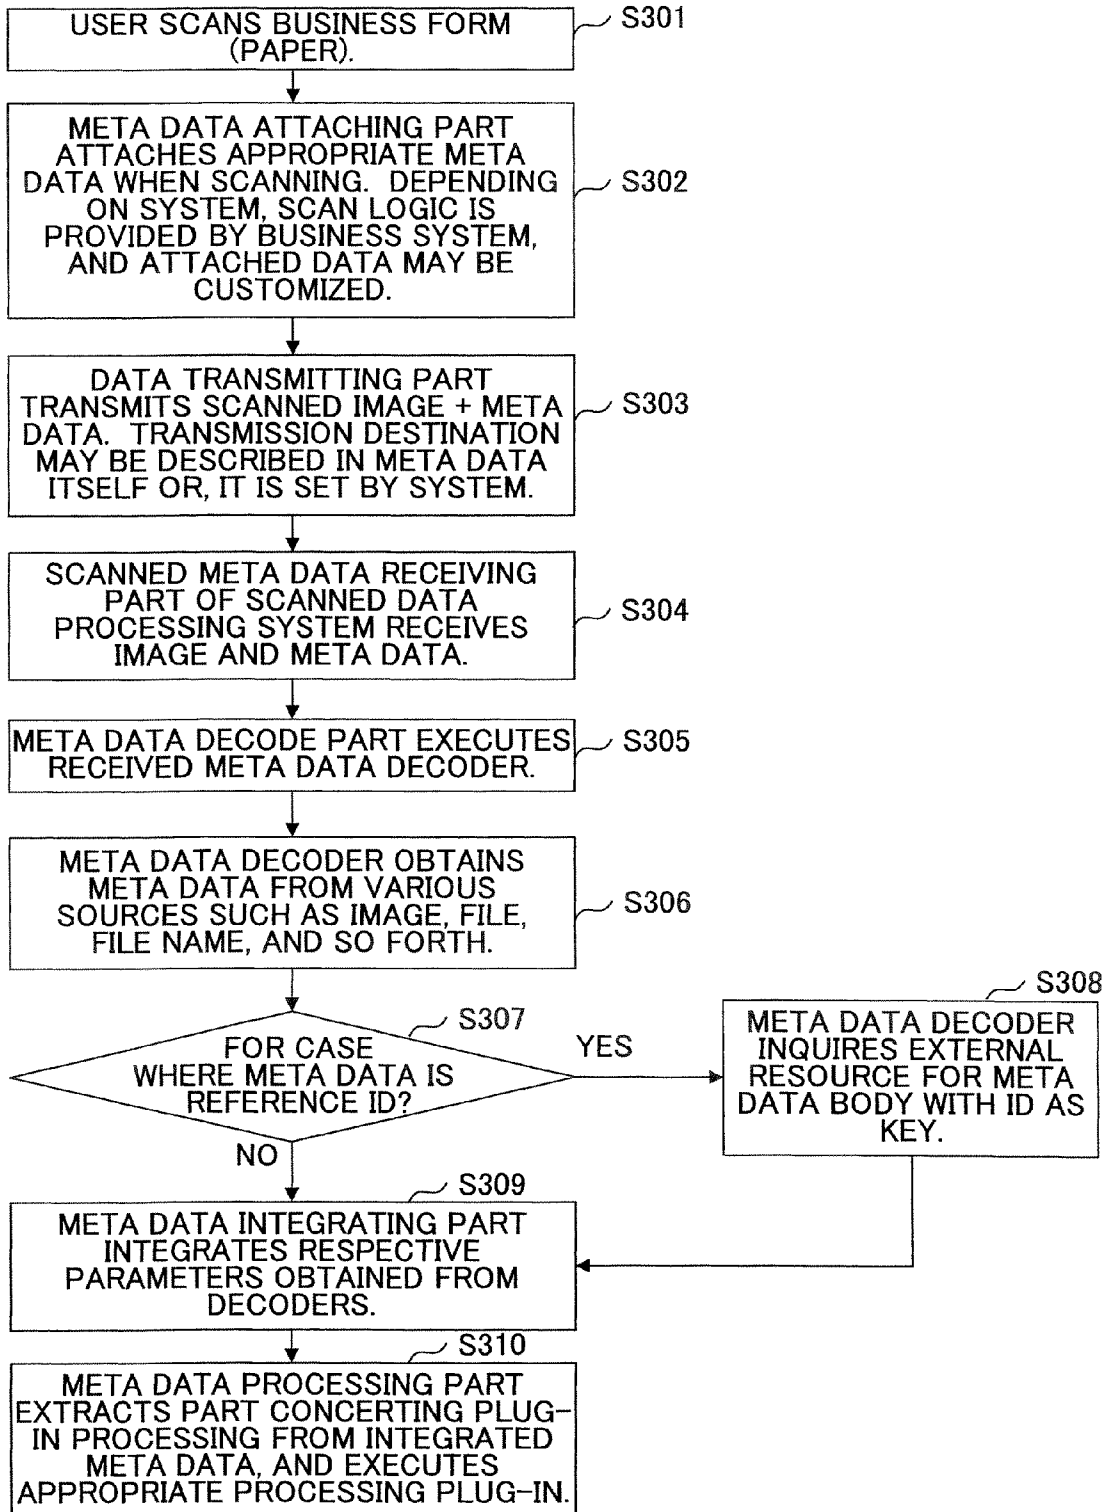 USER SCANS BUSINESS FORM
(PAPER).
S301
META DATA ATTACHING PART
ATTACHES APPROPRIATE META
DATA WHEN SCANNING. DEPENDING
ON SYSTEM, SCAN LOGIC IS
PROVIDED BY BUSINESS SYSTEM,
AND ATTACHED DATA MAY BE
CUSTOMIZED.
S302
DATA TRANSMITTING PART
TRANSMITS SCANNED IMAGE + META
DATA. TRANSMISSION DESTINATION
MAY BE DESCRIBED IN META DATA
ITSELF OR, IT IS SET BY SYSTEM.
S303
SCANNED META DATA RECEIVING
PART OF SCANNED DATA
PROCESSING SYSTEM RECEIVES
IMAGE AND META DATA.
S304
META DATA DECODE PART EXECUTES
RECEIVED META DATA DECODER.
S305
META DATA DECODER OBTAINS
META DATA FROM VARIOUS
SOURCES SUCH AS IMAGE, FILE,
FILE NAME, AND SO FORTH.
S306
S307
FOR CASE
WHERE META DATA IS
REFERENCE ID?
YES
NO
S308
META DATA DECODER
INQUIRES EXTERNAL
RESOURCE FOR META
DATA BODY WITH ID AS
KEY.
S309
META DATA INTEGRATING PART
INTEGRATES RESPECTIVE
PARAMETERS OBTAINED FROM
DECODERS.
S310
META DATA PROCESSING PART
EXTRACTS PART CONCERTING PLUG-
IN PROCESSING FROM INTEGRATED
META DATA, AND EXECUTES
APPROPRIATE PROCESSING PLUG-IN.